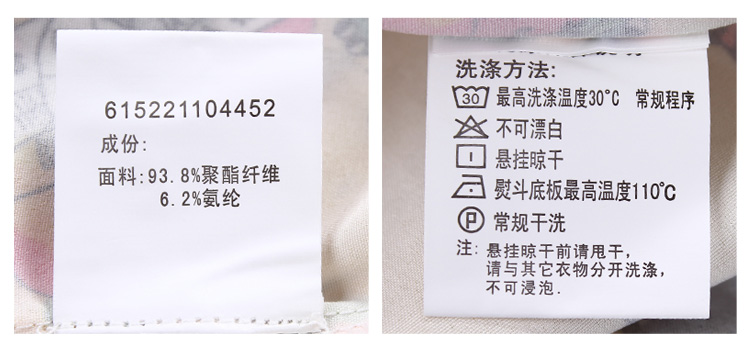 615221104452
成份:
面料:93.8%聚酯纤维
6.2%氨纶
洗涤方法:
30 最高洗涤温度30°C 常规程序
不可漂白
悬挂晾干
熨斗底板最高温度110℃
P 常规干洗
注: 悬挂晾干前请甩干,
请与其它衣物分开洗涤,
不可浸泡.